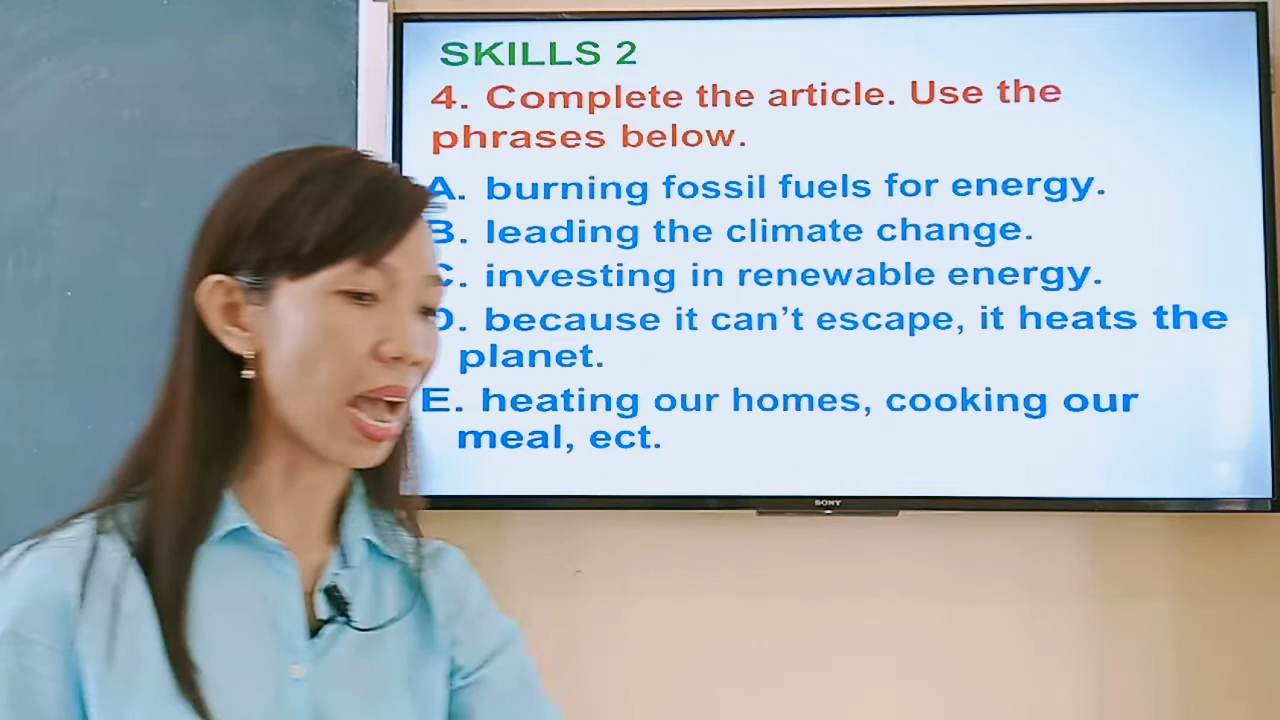 SKILLS 2
4. Complete the article. Use the
phrases below.
A. burning fossil fuels for energy.
B. leading the climate change.
C. investing in renewable energy.
D. because it can't escape, it heats the
planet.
E. heating our homes, cooking our
meal, ect.
SONY